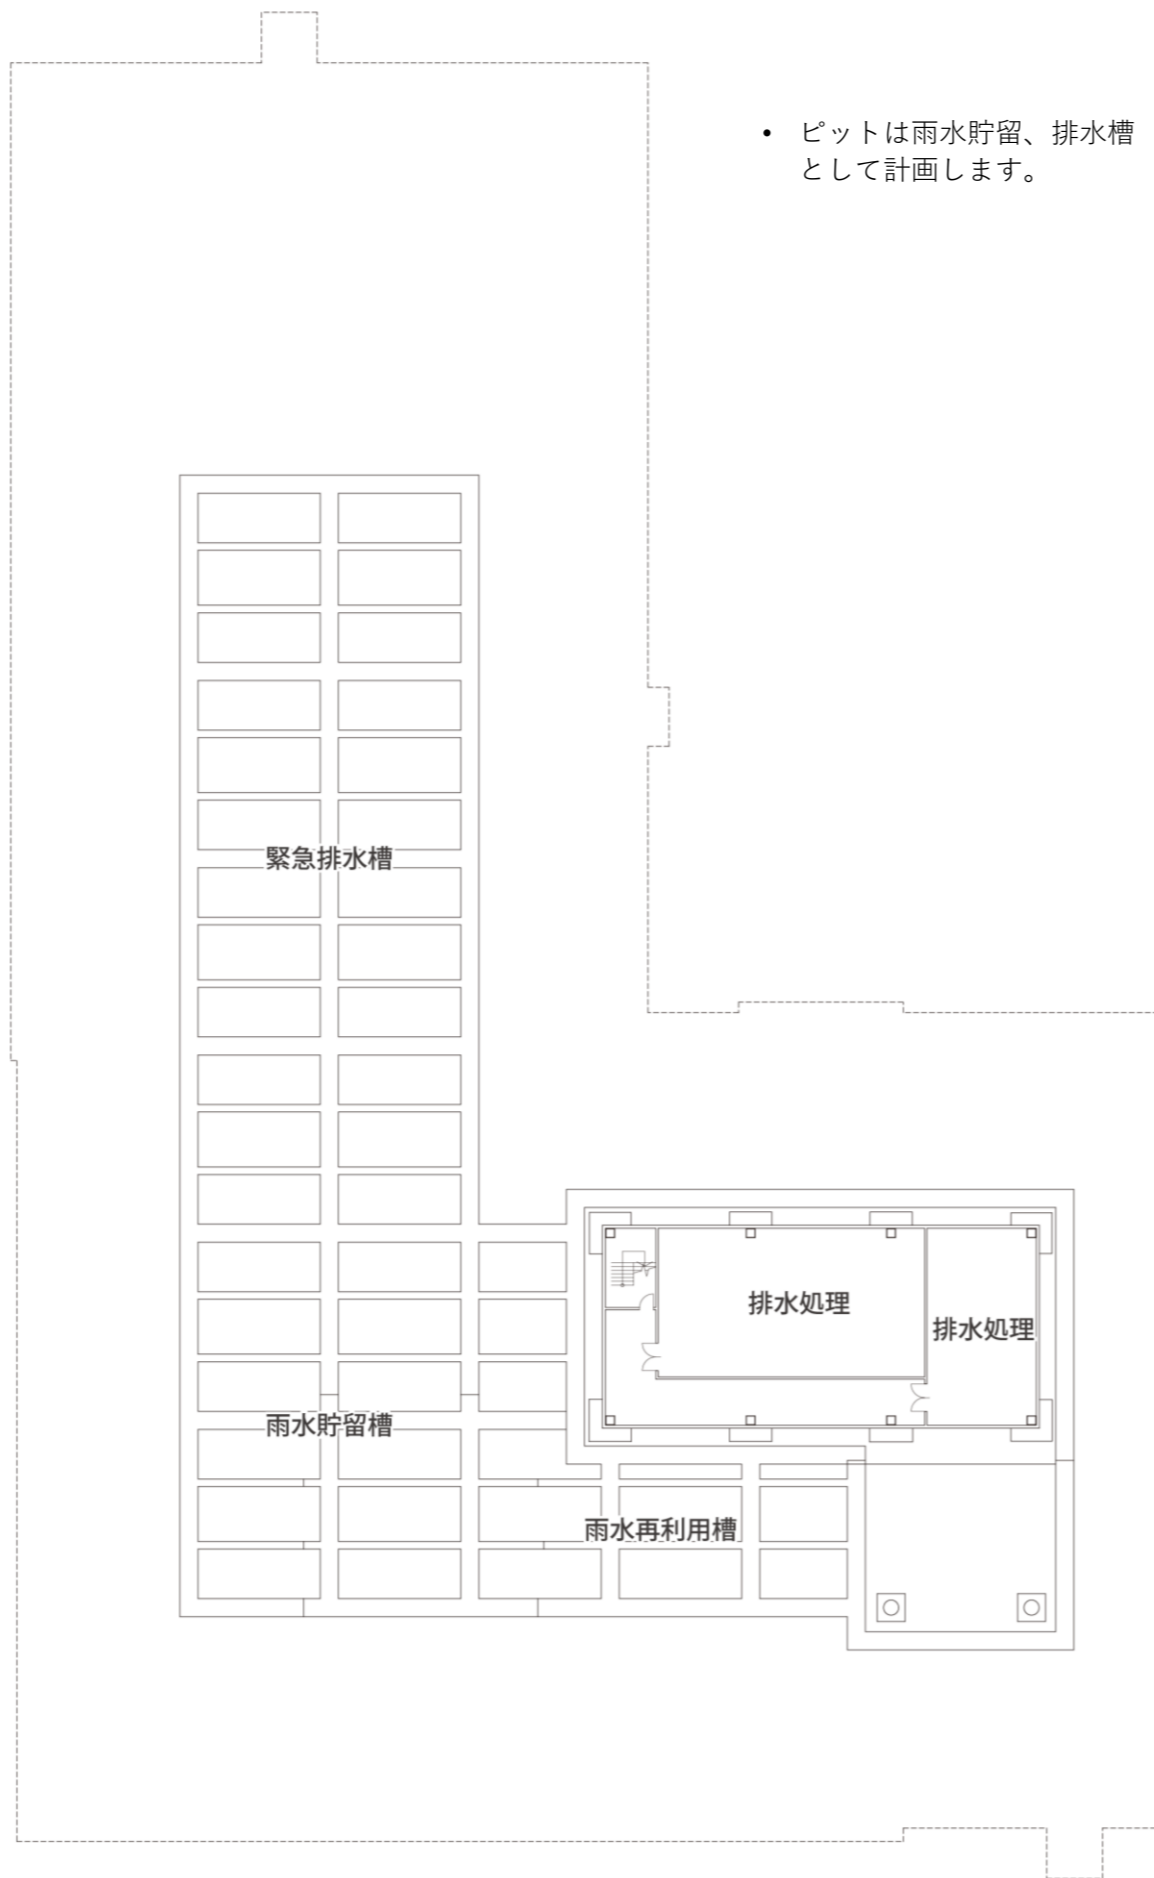 • ピットは雨水貯留、排水槽
として計画します。
緊急排水槽
排水処理
排水処理
雨水貯留槽
雨水再利用槽